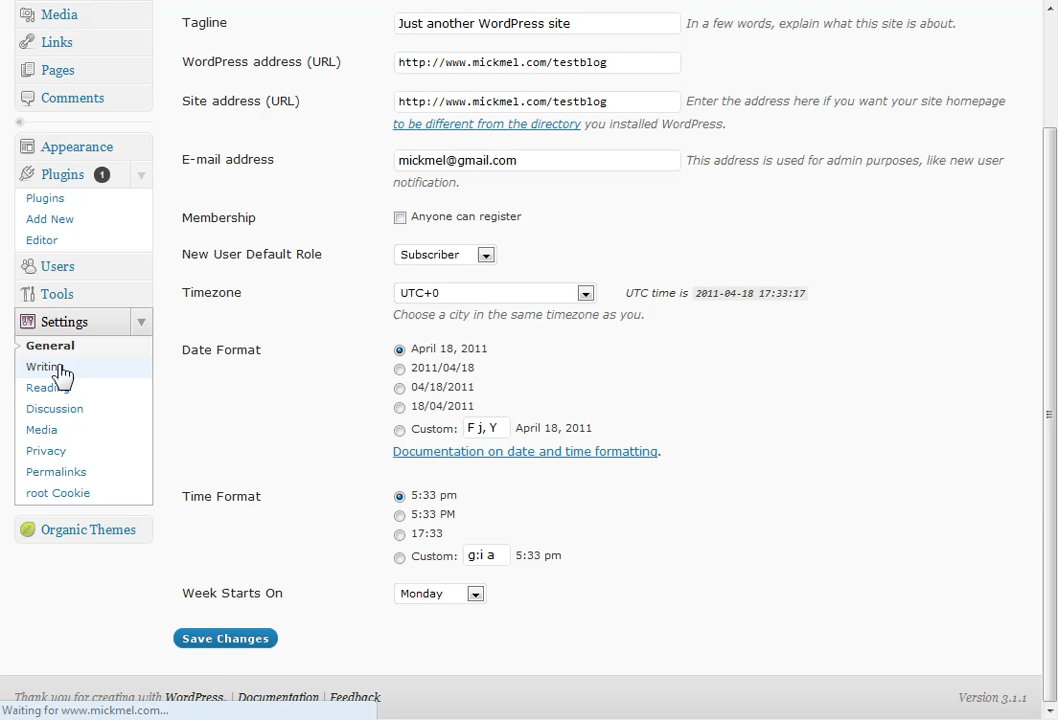 Media
Links
Pages
Comments
Appearance
Plugins 1
Plugins
Add New
Editor
Users
Tools
Settings
General
Writing
Reading
Discussion
Media
Privacy
Permalinks
root Cookie
Organic Themes
Tagline Just another WordPress site In a few words, explain what this site is about.
WordPress address (URL) http://www.mickmel.com/testblog
Site address (URL) http://www.mickmel.com/testblog Enter the address here if you want your site homepage
to be different from the directory you installed WordPress.
E-mail address mickmel@gmail.com This address is used for admin purposes, like new user
notification.
Membership Anyone can register
New User Default Role Subscriber
Timezone UTC+0 UTC time is 2011-04-18 17:33:17
Choose a city in the same timezone as you.
Date Format April 18, 2011
2011/04/18
04/18/2011
18/04/2011
Custom: F j, Y April 18, 2011
Documentation on date and time formatting.
Time Format 5:33 pm
5:33 PM
17:33
Custom: g:i a 5:33 pm
Week Starts On Monday
Save Changes
Thank you for creating with WordPress. | Documentation | Feedback Version 3.1.1
Waiting for www.mickmel.com...